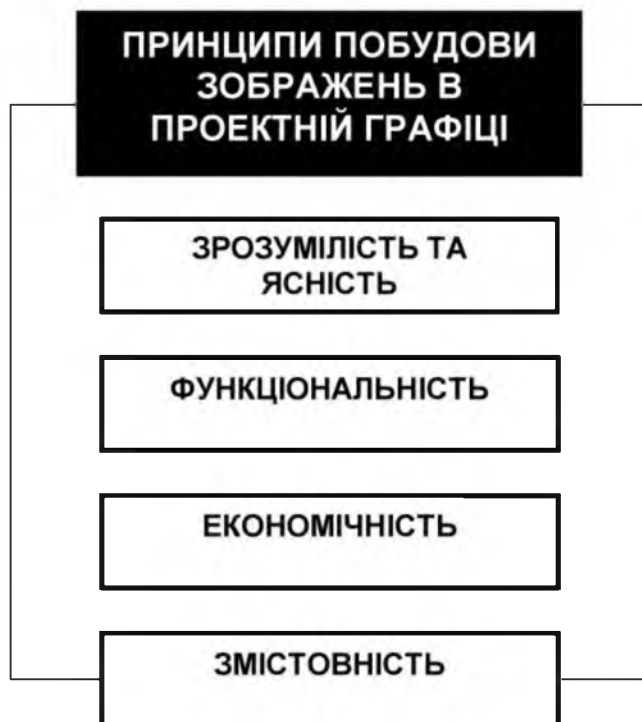 ПРИНЦИПИ ПОБУДОВИ
ЗОБРАЖЕНЬ В
ПРОЕКТНІЙ ГРАФІЦІ
ЗРОЗУМІЛІСТЬ ТА
ЯСНІСТЬ
ФУНКЦІОНАЛЬНІСТЬ
ЕКОНОМІЧНІСТЬ
ЗМІСТОВНІСТЬ